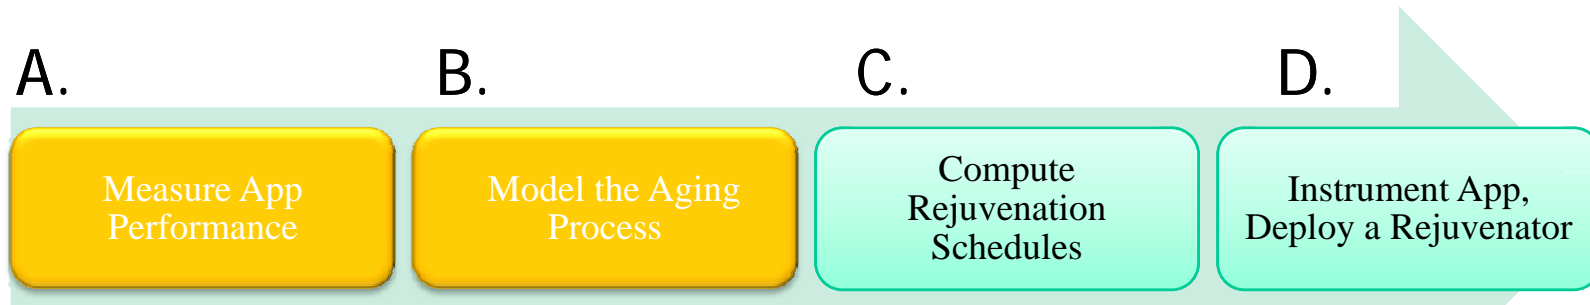 A.
B.
C.
D.
Measure App
Performance
Model the Aging
Process
Compute
Rejuvenation
Schedules
Instrument App,
Deploy a Rejuvenator